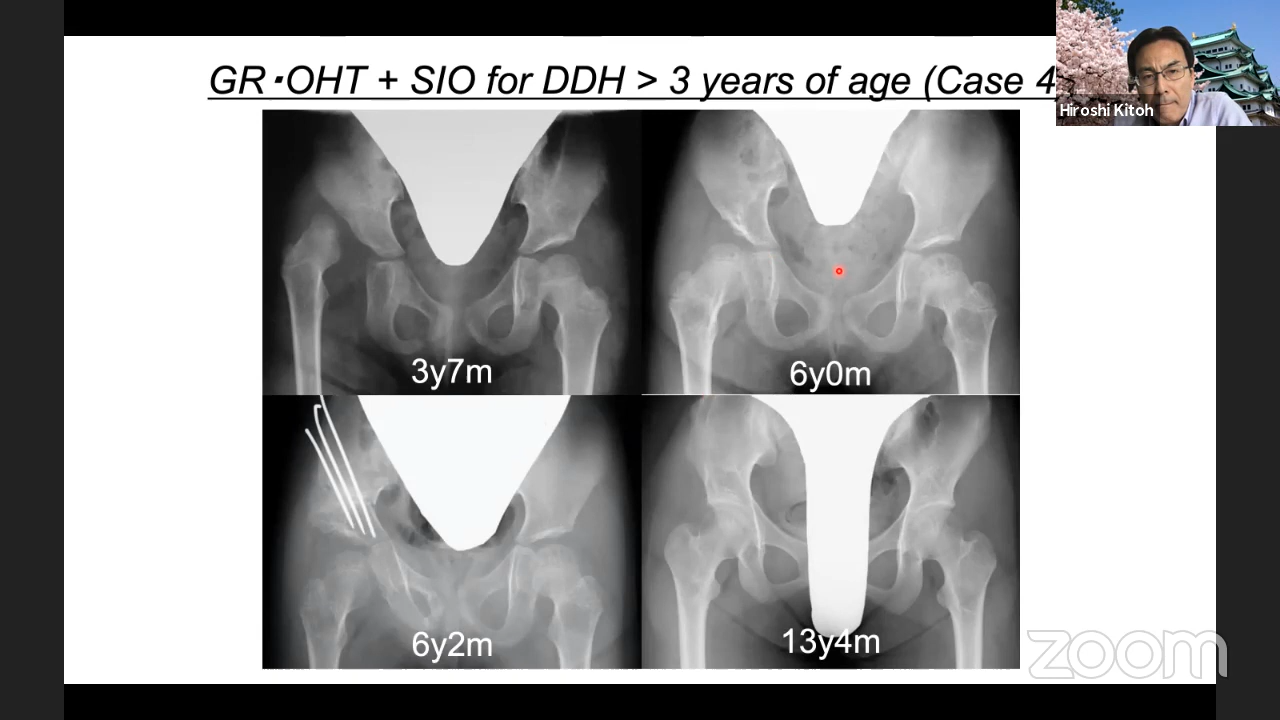 GR・OHT + SIO for DDH > 3 years of age (Case 4)
Hiroshi Kitoh
3y7m
6y0m
6y2m
13y4m
zoom